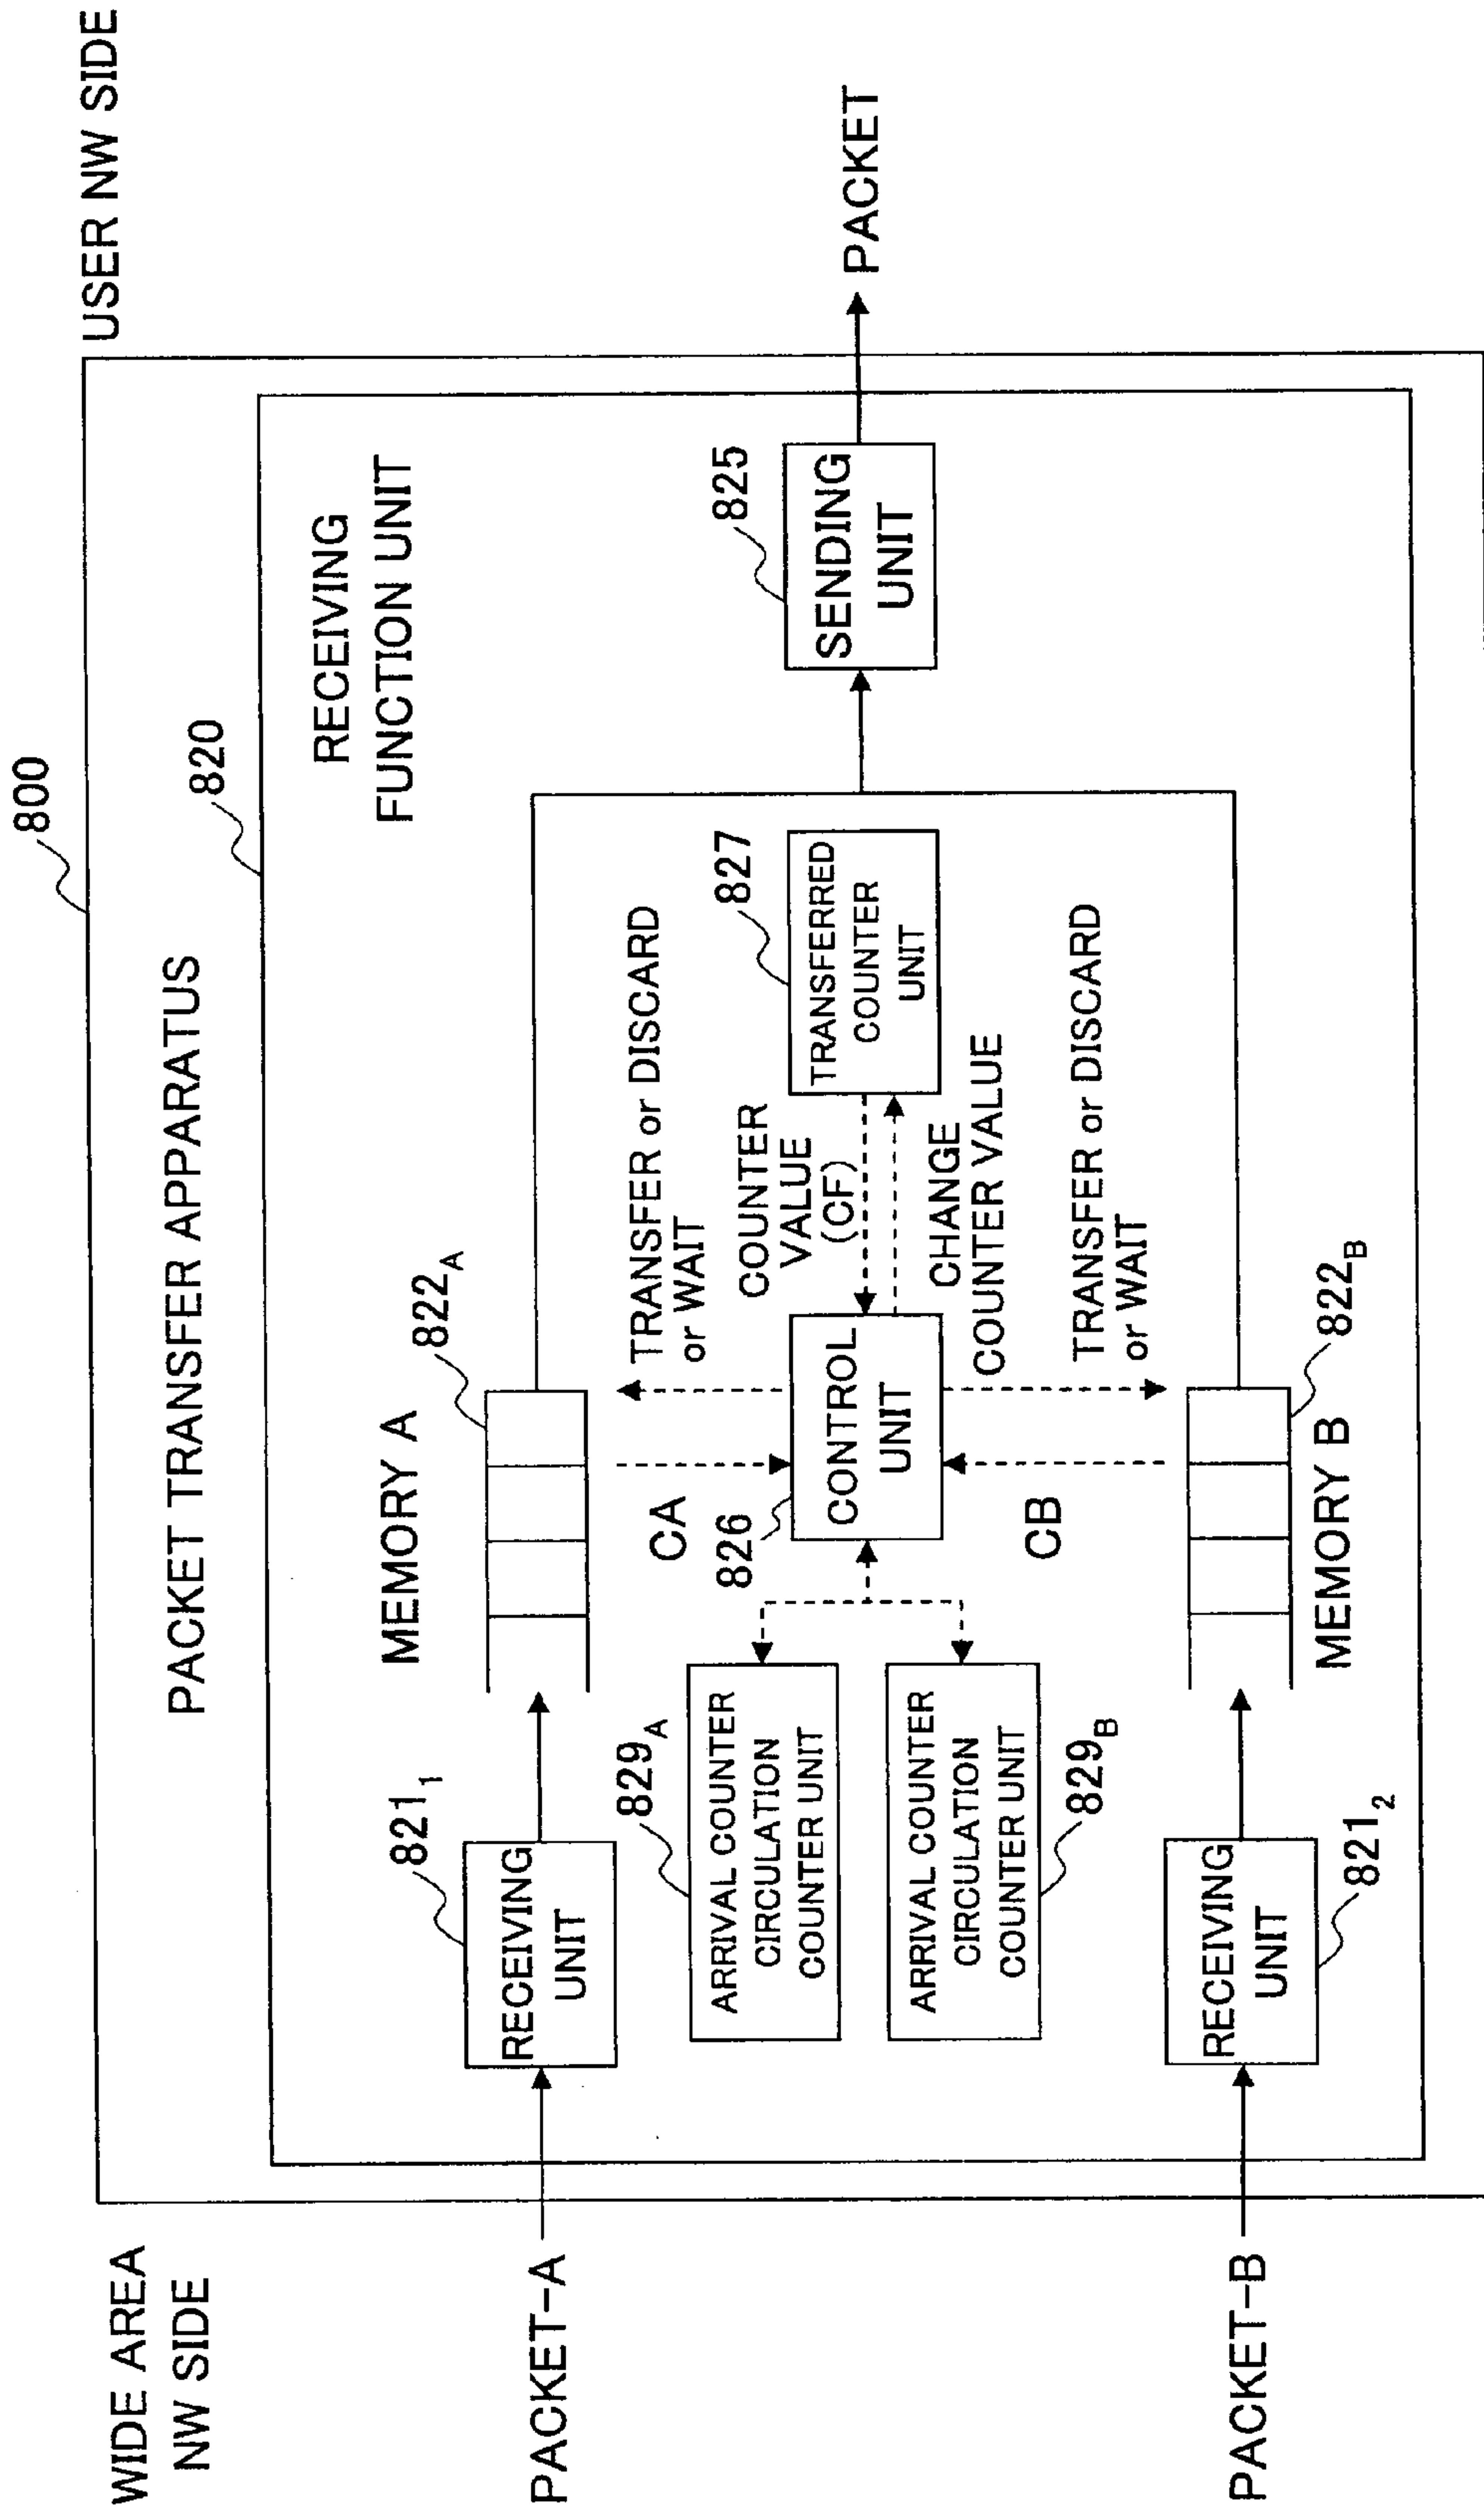 800
WIDE AREA
NW SIDE
USER NW SIDE
PACKET TRANSFER APPARATUS
820
RECEIVING
FUNCTION UNIT
PACKET-A
821₁
RECEIVING
UNIT
MEMORY A
822A
TRANSFER or DISCARD
or WAIT
CA
829A
ARRIVAL COUNTER
CIRCULATION
COUNTER UNIT
826
CONTROL
UNIT
COUNTER
VALUE
(CF)
CHANGE
COUNTER VALUE
827
TRANSFERRED
COUNTER
UNIT
825
SENDING
UNIT
PACKET
ARRIVAL COUNTER
CIRCULATION
COUNTER UNIT
829B
CB
TRANSFER or DISCARD
or WAIT
PACKET-B
RECEIVING
UNIT
821₂
MEMORY B
822B